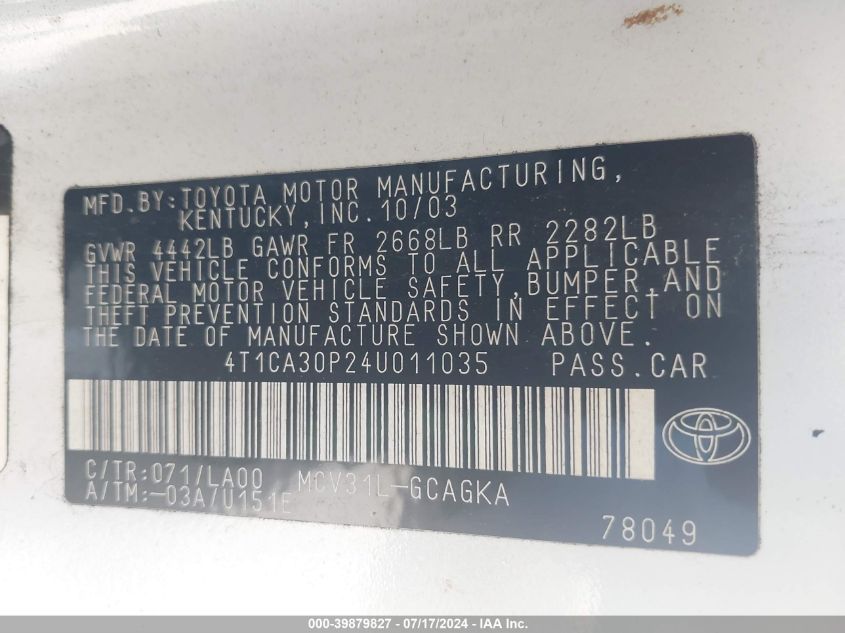 MFD.BY:TOYOTA MOTOR MANUFACTURING,
KENTUCKY,INC.10/03
GVWR 4442LB GAWR FR 2668LB RR 2282LB
THIS VEHICLE CONFORMS TO ALL APPLICABLE
FEDERAL MOTOR VEHICLE SAFETY,BUMPER,AND
THEFT PREVENTION STANDARDS IN EFFECT ON
THE DATE OF MANUFACTURE SHOWN ABOVE.
4T1CA30P24U011035 PASS.CAR
C/TR:071/LA00 MCV31L-GCAGKA
A/TM:-03A/U151E
78049
000-39879827 - 07/17/2024 - IAA Inc.